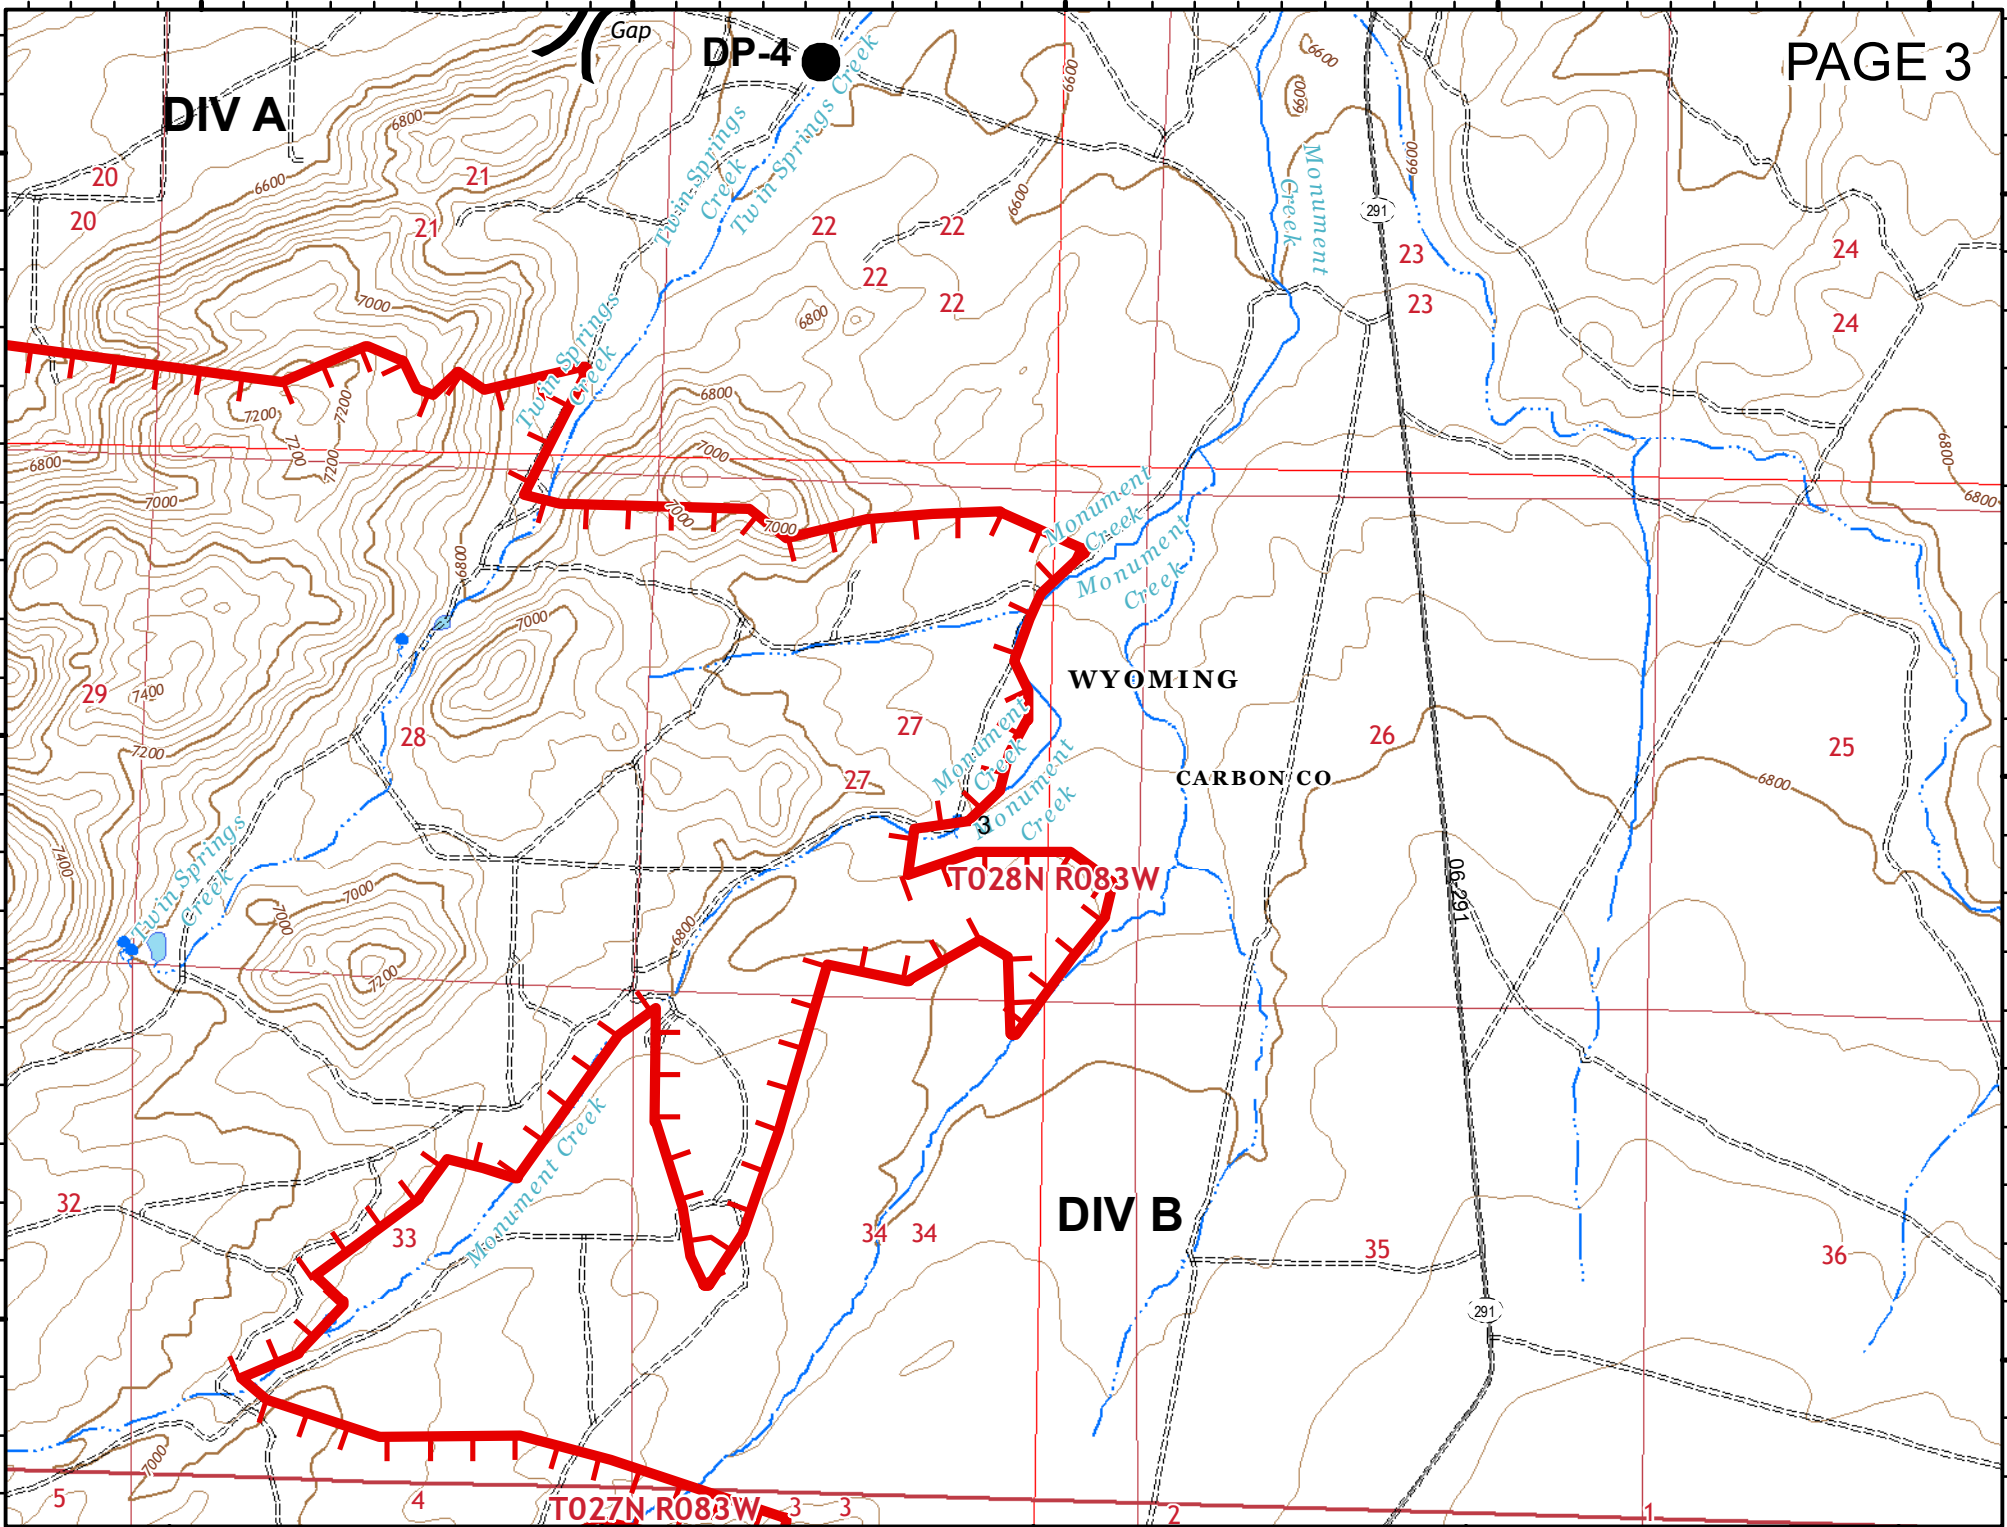 Gap
DP-4
PAGE 3
DIV A
6800
6600
6600
6600
6600
6600
6600
20
20
21
21
22
22
22
22
23
23
24
24
291
Twin Springs
Creek
Twin Springs Creek
Monument
Creek
7000
6800
Twin Springs
Creek
7200
7200
7200
7200
6800
7000
6800
7000
7000
7000
6800
6800
Monument
Creek
Monument
Creek
6800
7000
29
7400
7200
28
27
27
WYOMING
26
25
CARBON CO
6800
Monument
Creek
Monument
Creek
3
7400
Twin Springs
Creek
7000
7000
7200
6800
T028N R083W
06-291
32
33
Monument Creek
34
34
DIV B
35
36
291
7000
5
4
T027N R083W
3
3
2
1